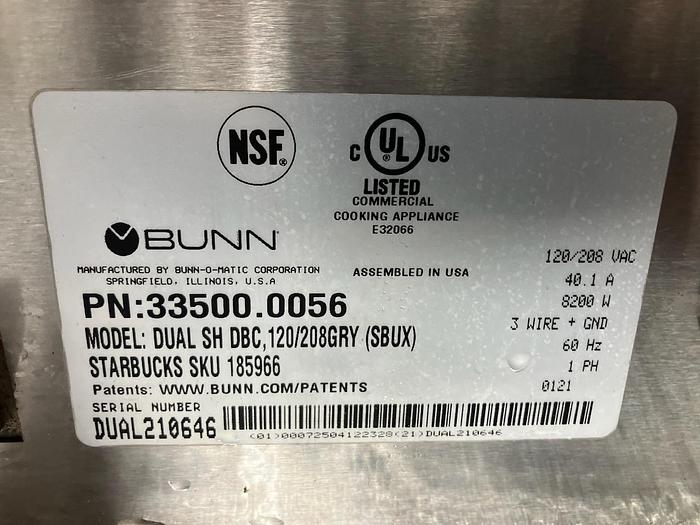 NSF®
C UL® US
LISTED
COMMERCIAL
COOKING APPLIANCE
E32066
BUNN®
MANUFACTURED BY BUNN-O-MATIC CORPORATION
SPRINGFIELD, ILLINOIS, U.S.A
ASSEMBLED IN USA
120/208 VAC
40.1 A
8200 W
3 WIRE + GND
60 Hz
1 PH
0121
PN:33500.0056
MODEL: DUAL SH DBC,120/208GRY (SBUX)
STARBUCKS SKU 185966
Patents: WWW.BUNN.COM/PATENTS
SERIAL NUMBER
DUAL210646
(01)00072504122328(21)DUAL210646